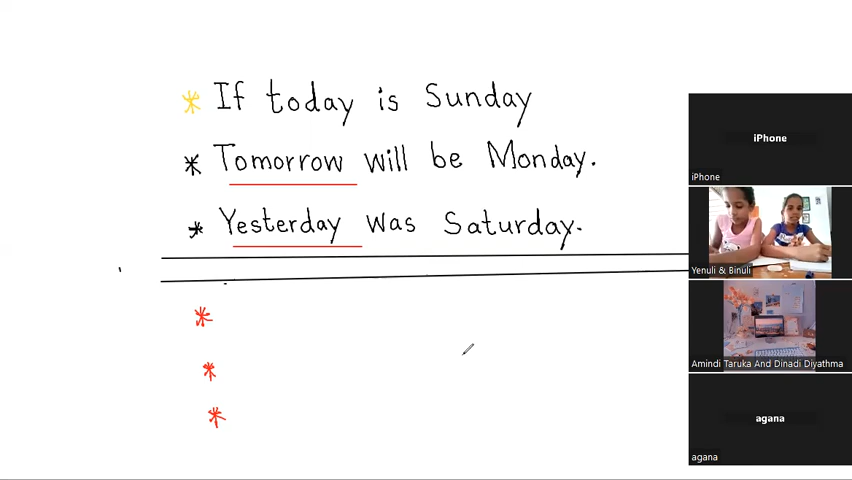 * If today is Sunday
* Tomorrow will be Monday.
* Yesterday was Saturday.
*
*
*
iPhone
iPhone
Yenuli & Binuli
Amindi Taruka And Dinadi Diyathma
agana
agana